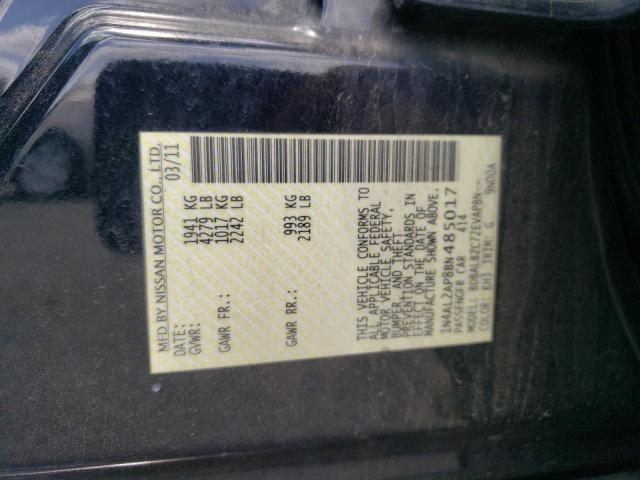 MFD BY NISSAN MOTOR CO., LTD.
DATE: 03/11
GVWR: 1941 KG
4279 LB
GAWR FR.: 1017 KG
2242 LB
GAWR RR.: 993 KG
2189 LB
THIS VEHICLE CONFORMS TO
ALL APPLICABLE FEDERAL
MOTOR VEHICLE SAFETY,
BUMPER, AND THEFT
PREVENTION STANDARDS IN
EFFECT ON THE DATE OF
MANUFACTURE SHOWN ABOVE.
1N4AL2AP8BN485017
PASSENGER CAR 414
MODEL: BDBALBZC7ZEVAPBN--
COLOR: KH3 TRIM: G 9N00A